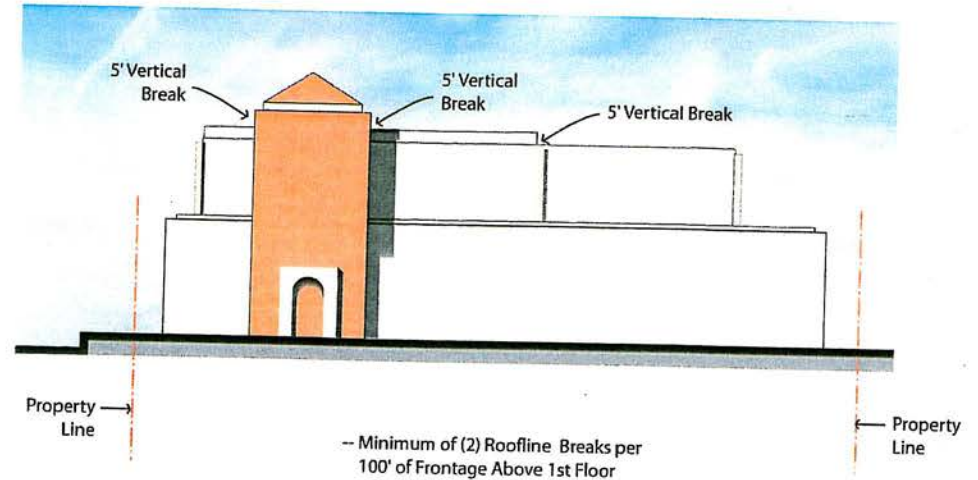 5' Vertical
Break
5' Vertical
Break
5' Vertical Break
Property
Line
-- Minimum of (2) Roofline Breaks per
100' of Frontage Above 1st Floor
Property
Line